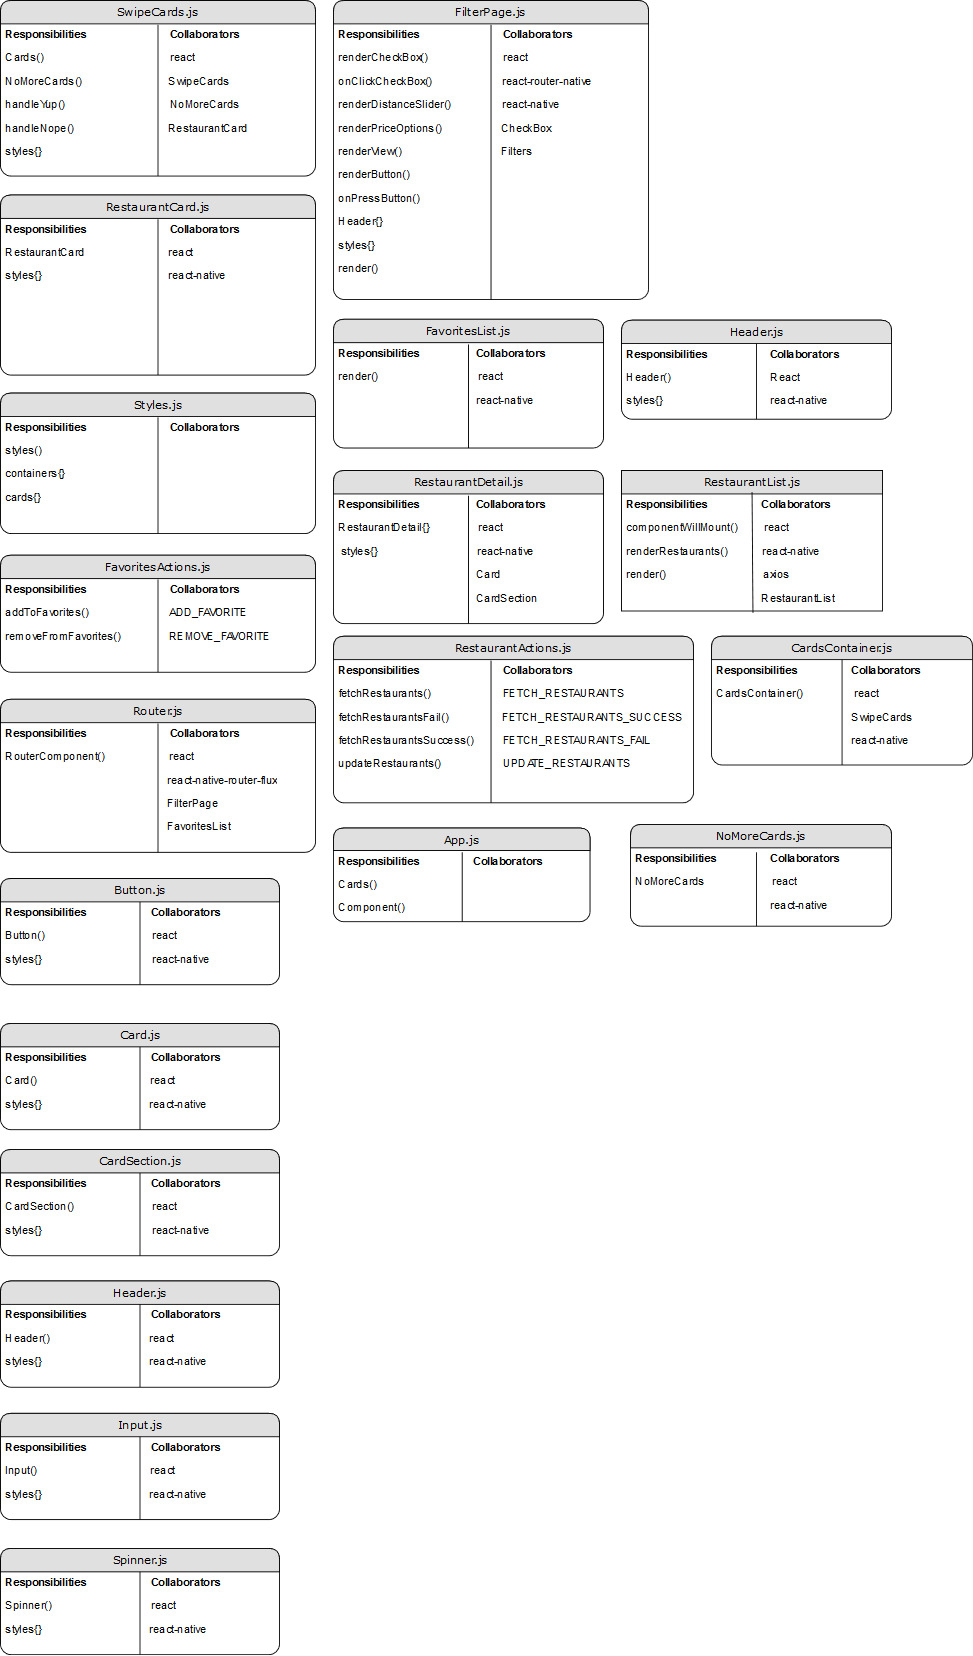 SwipeCards.js
Responsibilities Collaborators
Cards() react
NoMoreCards() SwipeCards
handleYup() NoMoreCards
handleNope() RestaurantCard
styles{}
RestaurantCard.js
Responsibilities Collaborators
RestaurantCard react
styles{} react-native
Styles.js
Responsibilities Collaborators
styles()
containers{}
cards{}
FavoritesActions.js
Responsibilities Collaborators
addToFavorites() ADD_FAVORITE
removeFromFavorites() REMOVE_FAVORITE
Router.js
Responsibilities Collaborators
RouterComponent() react
react-native-router-flux
FilterPage
FavoritesList
Button.js
Responsibilities Collaborators
Button() react
styles{} react-native
Card.js
Responsibilities Collaborators
Card() react
styles{} react-native
CardSection.js
Responsibilities Collaborators
CardSection() react
styles{} react-native
Header.js
Responsibilities Collaborators
Header() react
styles{} react-native
Input.js
Responsibilities Collaborators
Input() react
styles{} react-native
Spinner.js
Responsibilities Collaborators
Spinner() react
styles{} react-native
FilterPage.js
Responsibilities Collaborators
renderCheckBox() react
onClickCheckBox() react-router-native
renderDistanceSlider() react-native
renderPriceOptions() CheckBox
renderView() Filters
renderButton()
onPressButton()
Header{}
styles{}
render()
FavoritesList.js
Responsibilities Collaborators
render() react
react-native
Header.js
Responsibilities Collaborators
Header() React
styles{} react-native
RestaurantDetail.js
Responsibilities Collaborators
RestaurantDetail{} react
styles{} react-native
Card
CardSection
RestaurantList.js
Responsibilities Collaborators
componentWillMount() react
renderRestaurants() react-native
render() axios
RestaurantList
RestaurantActions.js
Responsibilities Collaborators
fetchRestaurants() FETCH_RESTAURANTS
fetchRestaurantsFail() FETCH_RESTAURANTS_SUCCESS
fetchRestaurantsSuccess() FETCH_RESTAURANTS_FAIL
updateRestaurants() UPDATE_RESTAURANTS
CardsContainer.js
Responsibilities Collaborators
CardsContainer() react
SwipeCards
react-native
App.js
Responsibilities Collaborators
Cards()
Component()
NoMoreCards.js
Responsibilities Collaborators
NoMoreCards react
react-native